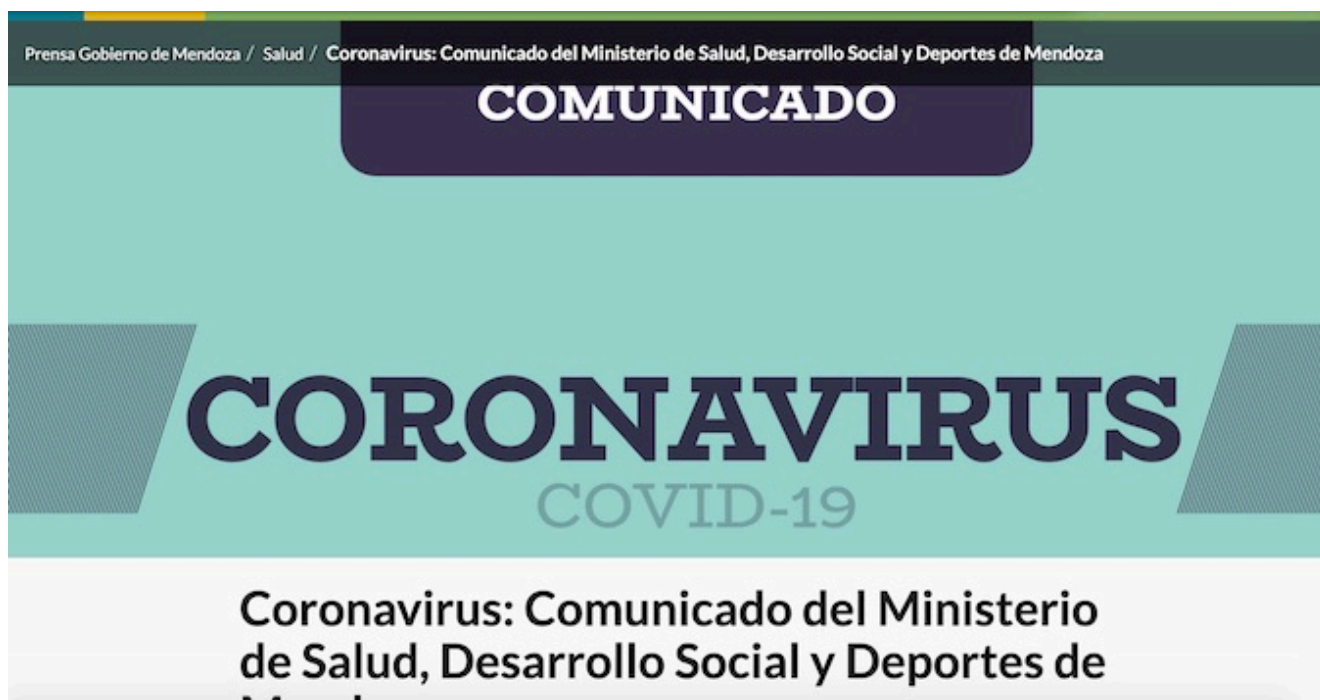 Prensa Gobierno de Mendoza / Salud / Coronavirus: Comunicado del Ministerio de Salud, Desarrollo Social y Deportes de Mendoza
COMUNICADO
CORONAVIRUS
COVID-19
Coronavirus: Comunicado del Ministerio
de Salud, Desarrollo Social y Deportes de